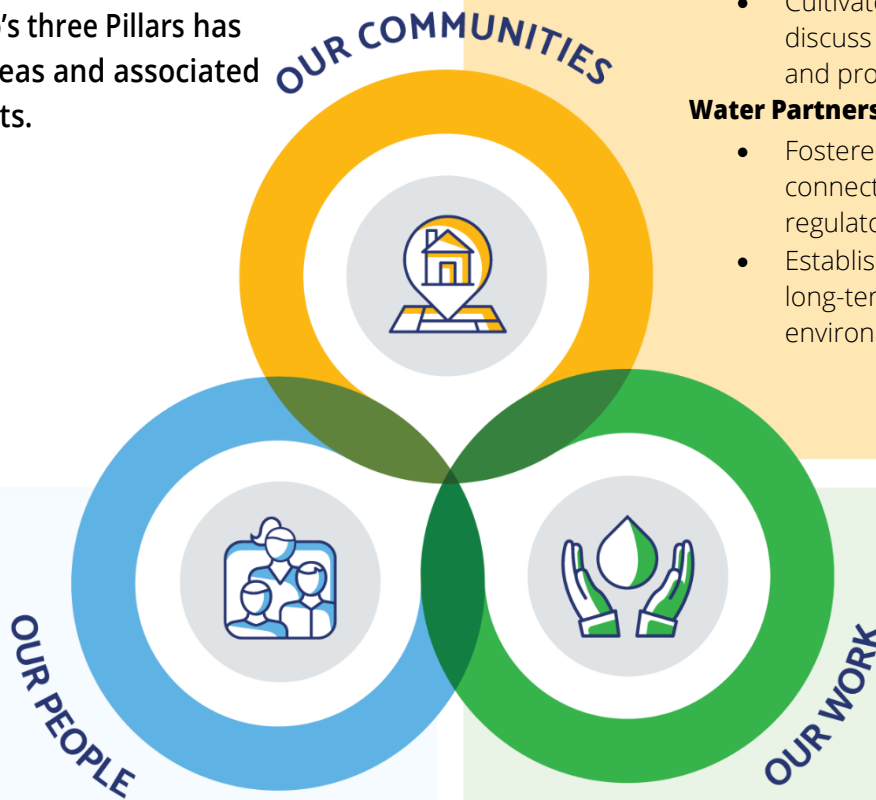 ’s three Pillars has
eas and associated
ts.
OUR COMMUNITIES
discuss
and pro
Water Partners
• Fostere
connect
regulato
• Establis
long-ter
environ
OUR PEOPLE
OUR WORK